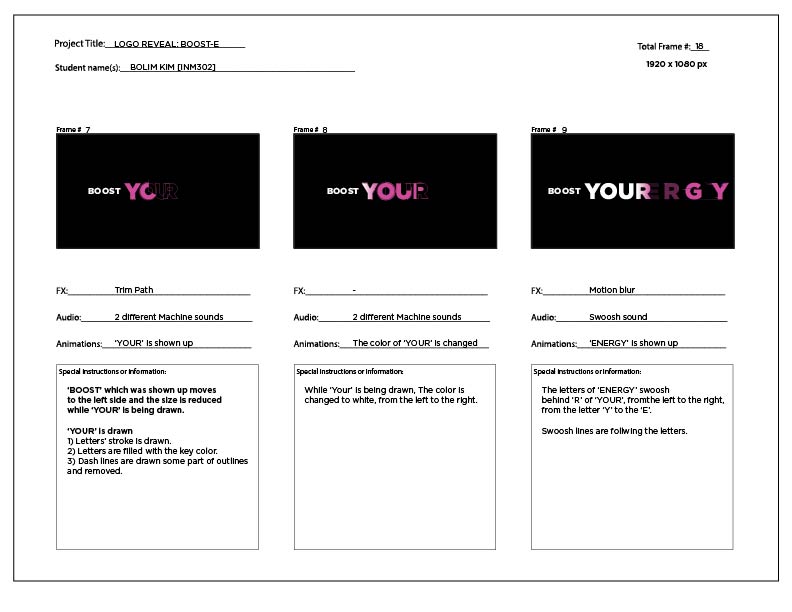 Project Title: LOGO REVEAL: BOOST-E
Total Frame #: 18
Student name(s): BOLIM KIM [INM302]
1920 x 1080 px
Frame # 7
Frame # 8
Frame # 9
BOOST YOUR
BOOST YOUR
BOOST YOUR E R G Y
FX: Trim Path
FX: -
FX: Motion blur
Audio: 2 different Machine sounds
Audio: 2 different Machine sounds
Audio: Swoosh sound
Animations: 'YOUR' is shown up
Animations: The color of 'YOUR' is changed
Animations: 'ENERGY' is shown up
Special Instructions or Information:
'BOOST' which was shown up moves
to the left side and the size is reduced
while 'YOUR' is being drawn.
'YOUR' is drawn
1) Letters' stroke is drawn.
2) Letters are filled with the key color.
3) Dash lines are drawn some part of outlines
and removed.
Special Instructions or Information:
While 'Your' is being drawn, The color is
changed to white, from the left to the right.
Special Instructions or Information:
The letters of 'ENERGY' swoosh
behind 'R' of 'YOUR', fromthe left to the right,
from the letter 'Y' to the 'E'.
Swoosh lines are follwing the letters.